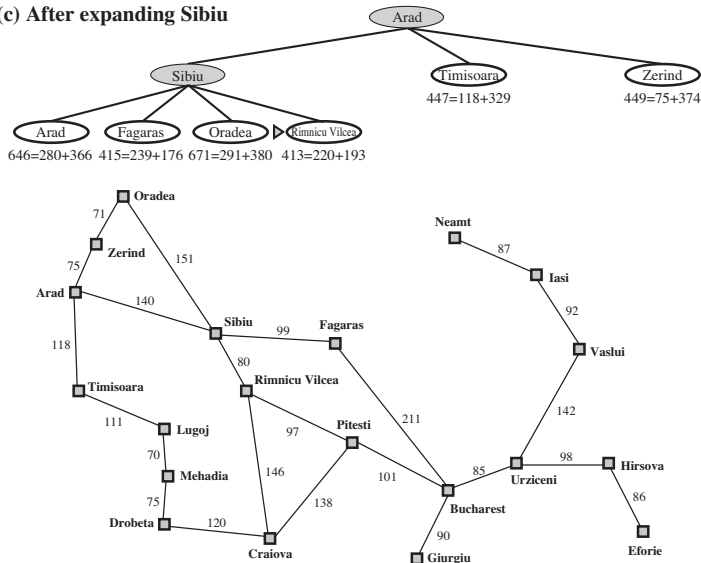 (c) After expanding Sibiu
Arad
Sibiu
Timisoara
Zerind
447=118+329
449=75+374
Arad
Fagaras
Oradea
Rimnicu Vilcea
646=280+366 415=239+176 671=291+380 413=220+193
Oradea
71
Neamt
87
Zerind
151
75
Iasi
Arad
140
92
Sibiu
Fagaras
99
118
Vaslui
80
Rimnicu Vilcea
Timisoara
142
111
Pitesti
211
Lugoj
97
70
98
Hirsova
85
146
101
Urziceni
Mehadia
138
86
75
Bucharest
Drobeta
120
90
Craiova
Eforie
Giurgiu